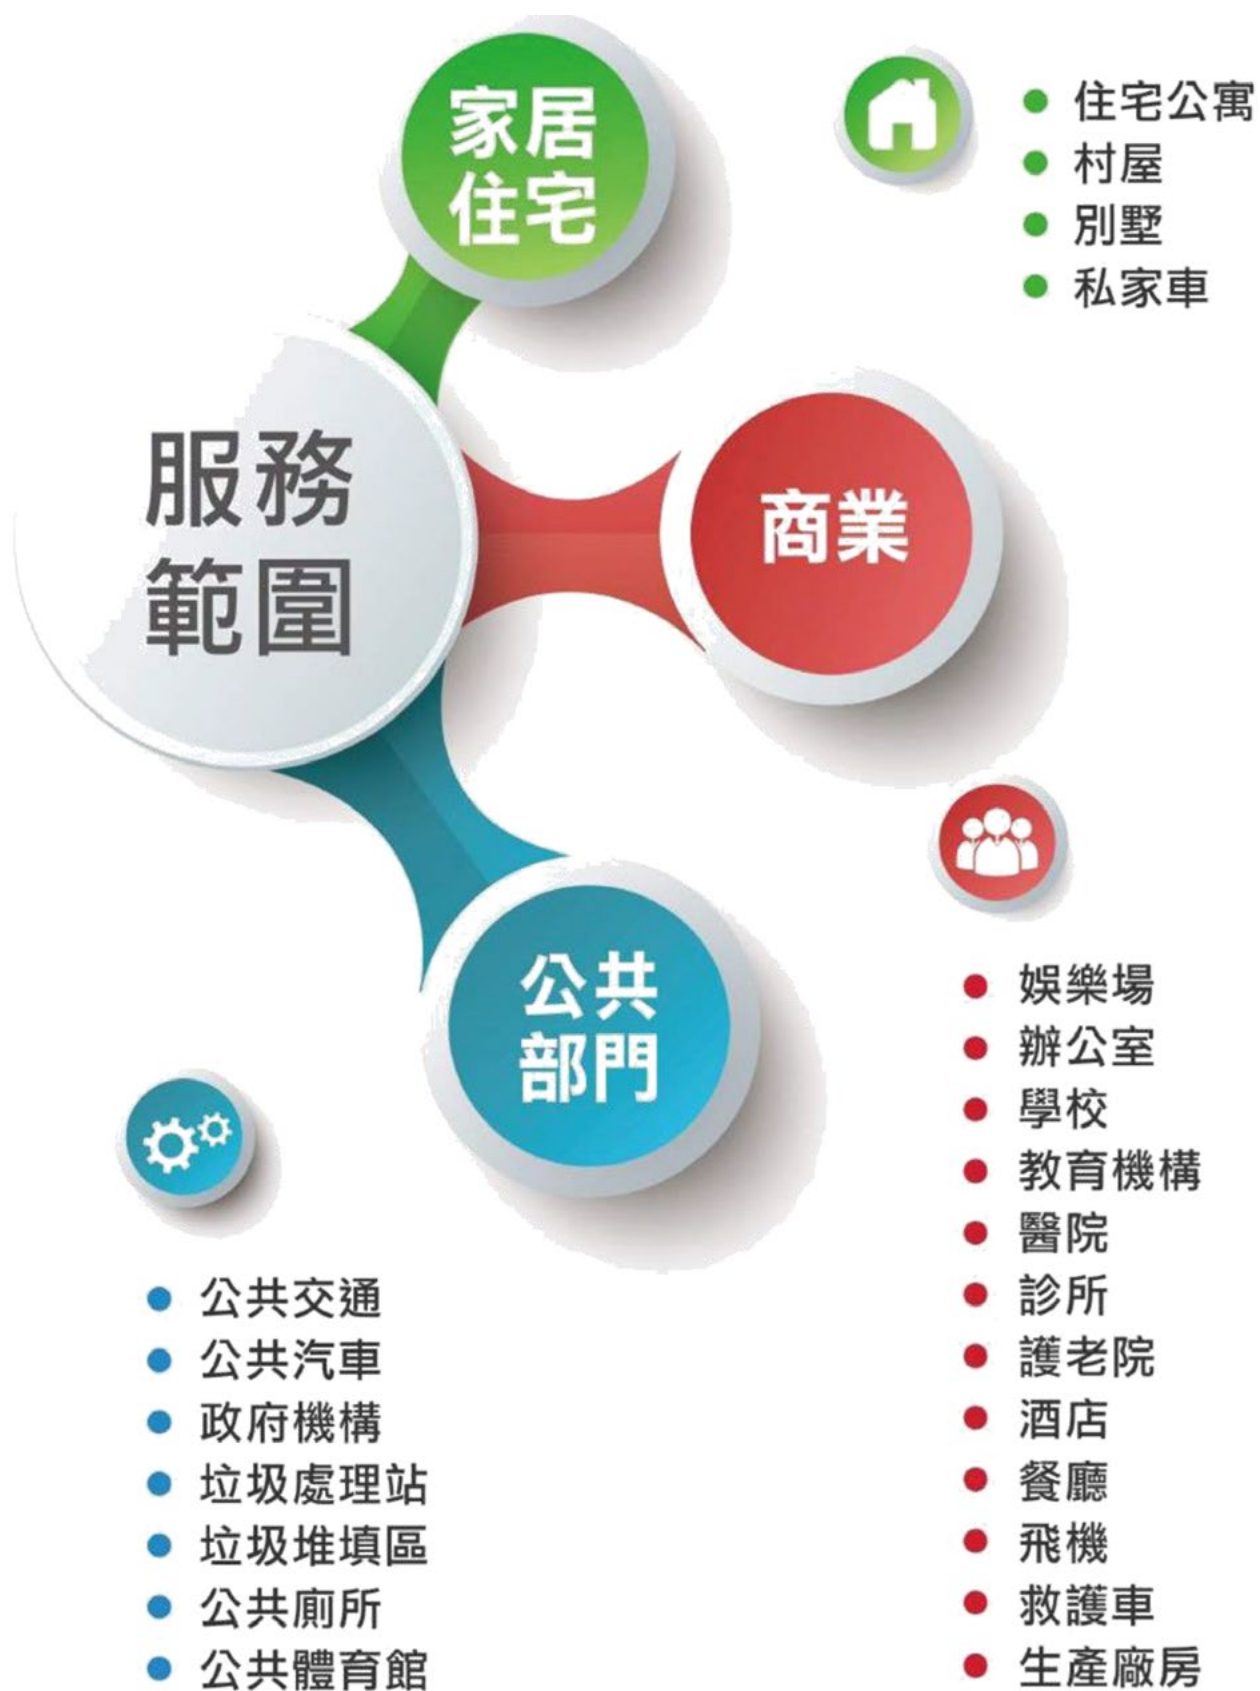 家居
住宅
住宅公寓
村屋
別墅
私家車
服務
範圍
商業
公共
部門
娛樂場
辦公室
學校
教育機構
醫院
診所
護老院
酒店
餐廳
飛機
救護車
生產廠房
公共交通
公共汽車
政府機構
垃圾處理站
垃圾堆填區
公共廁所
公共體育館